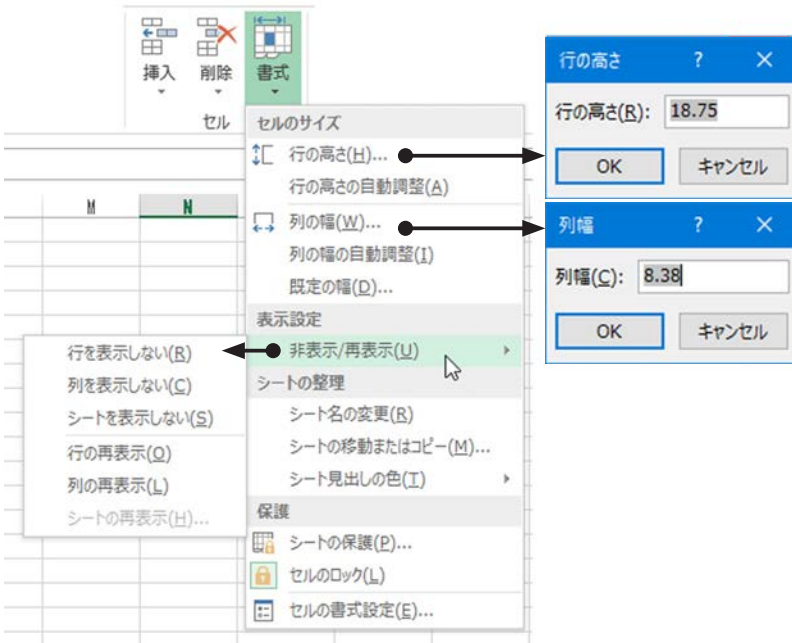 挿入 削除 書式
セル
M N
セルのサイズ
行の高さ(H)...
行の高さの自動調整(A)
列の幅(W)...
列の幅の自動調整(I)
既定の幅(D)...
表示設定
非表示/再表示(U)
シートの整理
シート名の変更(R)
シートの移動またはコピー(M)...
シート見出しの色(T)
保護
シートの保護(P)...
セルのロック(L)
セルの書式設定(E)...
行を表示しない(R)
列を表示しない(C)
シートを表示しない(S)
行の再表示(O)
列の再表示(L)
シートの再表示(H)...
行の高さ ? ×
行の高さ(R): 18.75
OK キャンセル
列幅 ? ×
列幅(C): 8.38
OK キャンセル